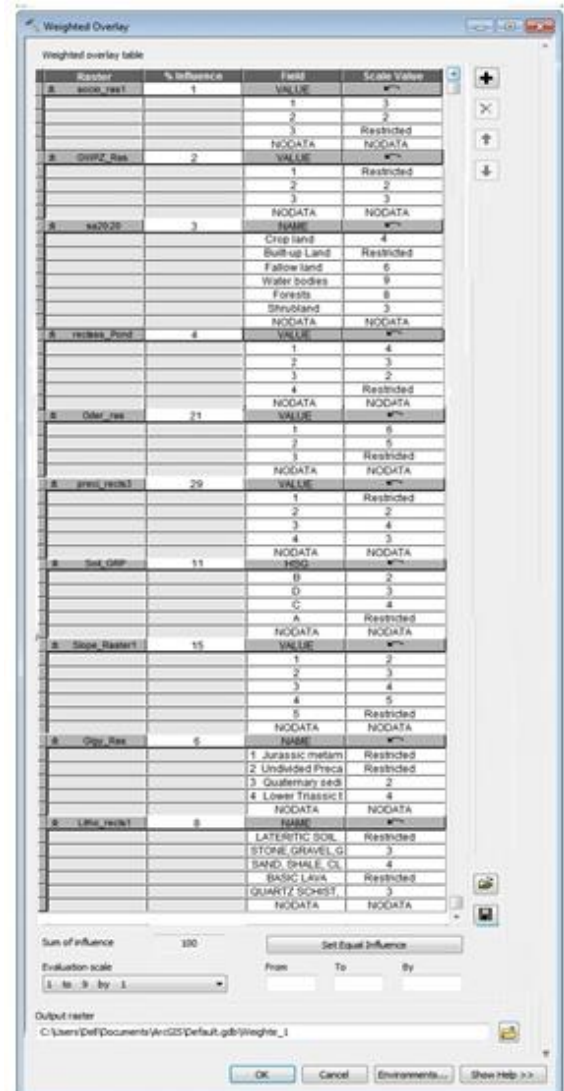 Weighted Overlay
Weighted overlay table
Raster % Influence Field Scale Value
socio_res1 1 VALUE
1 3
2 2
3 Restricted
NODATA NODATA
GWPZ_Res 2 VALUE
1 Restricted
2 2
3 3
NODATA NODATA
3 NAME
Crop land 4
Built-up Land Restricted
Fallow land 6
Water bodies 9
Forests 8
Shrubland 3
NODATA NODATA
reclass_Pond 4 VALUE
1 4
2 3
3 2
4 Restricted
NODATA NODATA
Oder_res 21 VALUE
1 6
2 5
3 Restricted
NODATA NODATA
29 VALUE
1 Restricted
2 2
3 4
4 3
NODATA NODATA
Soil_GRP 11 HSG
B 2
D 3
C 4
A Restricted
NODATA NODATA
Slope_Raster1 15 VALUE
1 2
2 3
3 4
4 5
5 Restricted
NODATA NODATA
6 NAME
1 Jurassic metam Restricted
2 Undivided Preca Restricted
3 Quaternary sedi 2
4 Lower Triassic t 4
NODATA NODATA
8 NAME
LATERITIC SOIL Restricted
STONE,GRAVEL,G 3
SAND, SHALE, CL 4
BASIC LAVA Restricted
QUARTZ SCHIST, 3
NODATA NODATA
Sum of influence 100 Set Equal Influence
Evaluation scale From To By
1 to 9 by 1
Output raster
C:\Users\Dell\Documents\ArcGIS\Default.gdb\Weighte_1
OK Cancel Environments... Show Help >>